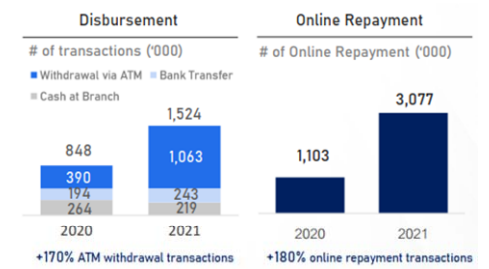 Disbursement
# of transactions (‘000)
Withdrawal via ATM Bank Transfer
Cash at Branch
1,524
848
1,063
390
194
243
264
219
2020 2021
+170% ATM withdrawal transactions
Online Repayment
# of Online Repayment (‘000)
3,077
1,103
2020 2021
+180% online repayment transactions